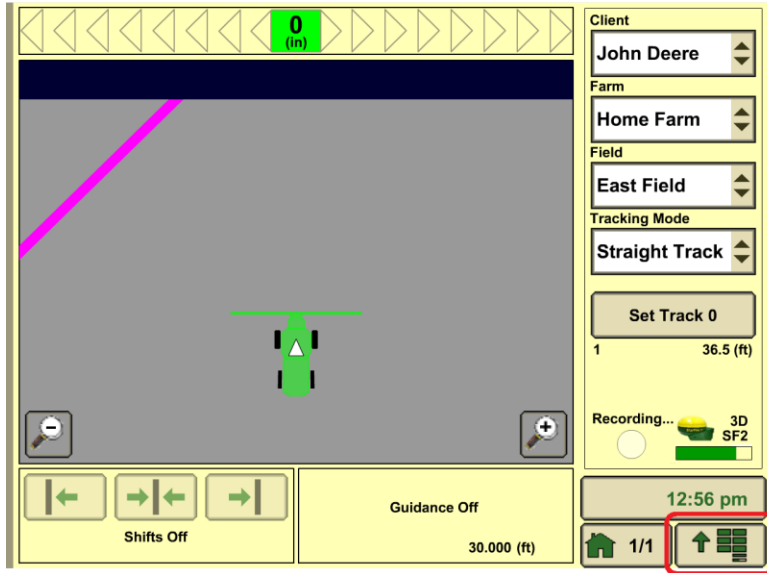 0
(in)
Client
John Deere
Farm
Home Farm
Field
East Field
Tracking Mode
Straight Track
Set Track 0
1 36.5 (ft)
Recording... 3D
SF2
Shifts Off
Guidance Off
30.000 (ft)
12:56 pm
1/1